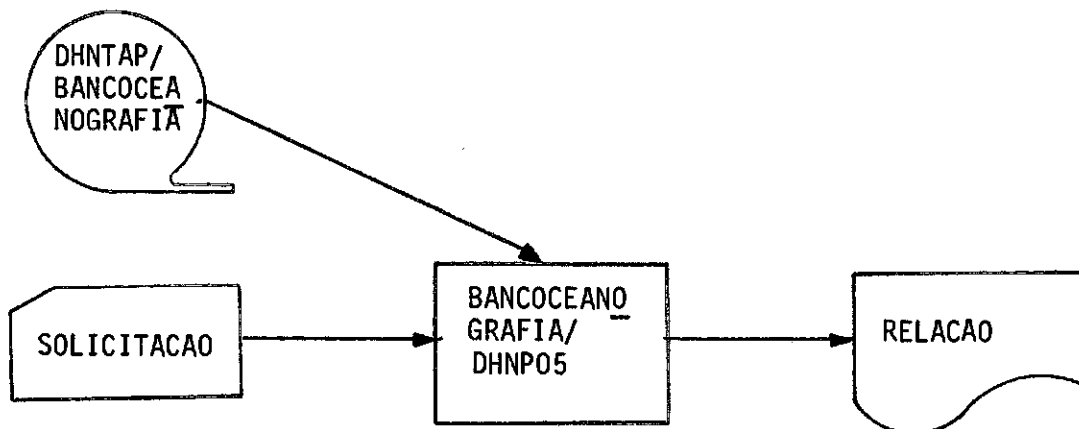 DHNTAP/
BANCOCEA
NOGRAFIA
SOLICITACAO
BANCOCEANO
GRAFIA/
DHNP05
RELACAO